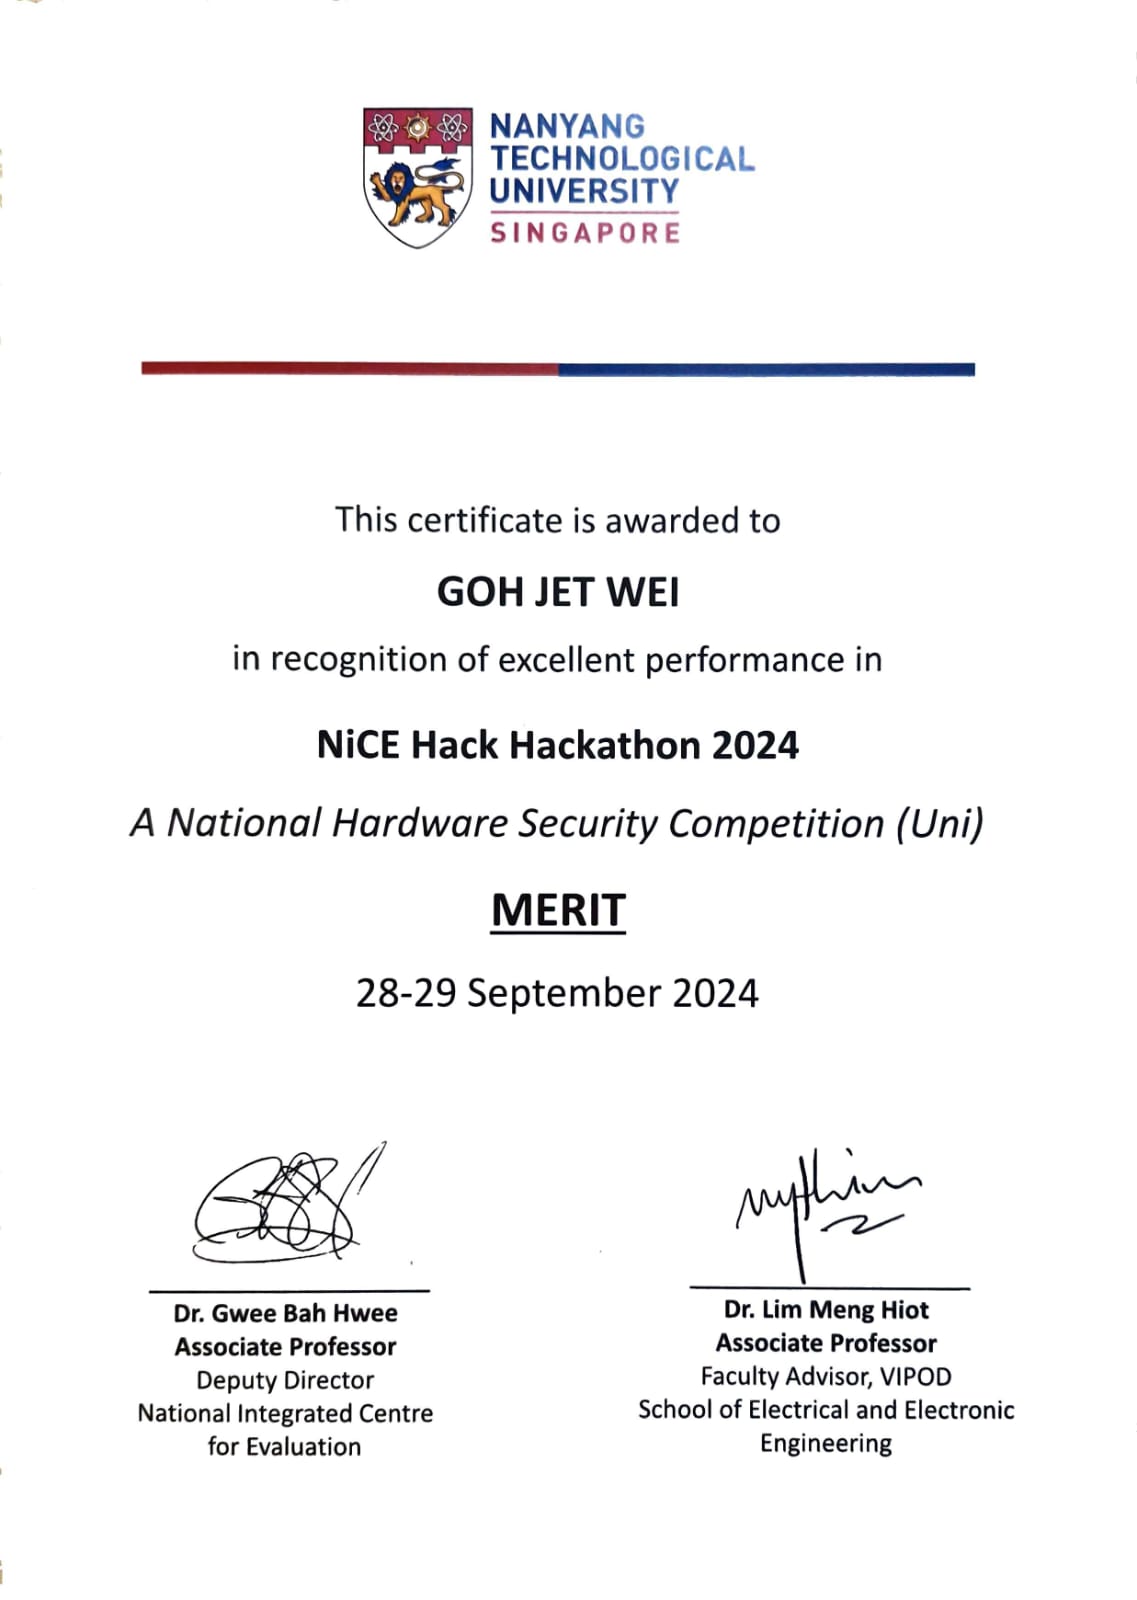 NANYANG
TECHNOLOGICAL
UNIVERSITY
SINGAPORE
This certificate is awarded to
GOH JET WEI
in recognition of excellent performance in
NiCE Hack Hackathon 2024
A National Hardware Security Competition (Uni)
MERIT
28-29 September 2024
Dr. Gwee Bah Hwee
Associate Professor
Deputy Director
National Integrated Centre
for Evaluation
Dr. Lim Meng Hiot
Associate Professor
Faculty Advisor, VIPOD
School of Electrical and Electronic
Engineering